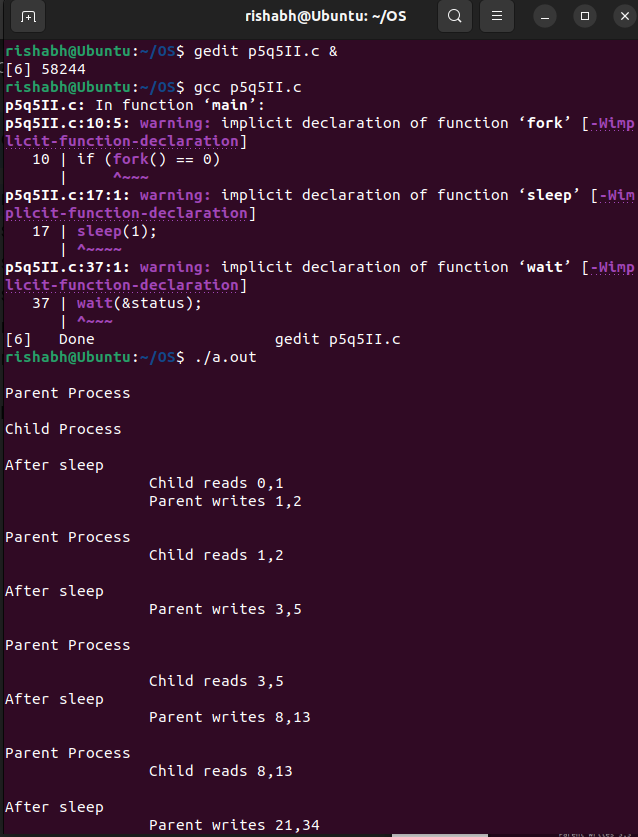 rishabh@Ubuntu: ~/OS
rishabh@Ubuntu:~/OS$ gedit p5q5II.c &
[6] 58244
rishabh@Ubuntu:~/OS$ gcc p5q5II.c
p5q5II.c: In function ‘main’:
p5q5II.c:10:5: warning: implicit declaration of function ‘fork’ [-Wimp
licit-function-declaration]
   10 | if (fork() == 0)
      |     ^~~~
p5q5II.c:17:1: warning: implicit declaration of function ‘sleep’ [-Wim
plicit-function-declaration]
   17 | sleep(1);
      | ^~~~~
p5q5II.c:37:1: warning: implicit declaration of function ‘wait’ [-Wimp
licit-function-declaration]
   37 | wait(&status);
      | ^~~~
[6]   Done                    gedit p5q5II.c
rishabh@Ubuntu:~/OS$ ./a.out
Parent Process
Child Process
After sleep
                Child reads 0,1
                Parent writes 1,2
Parent Process
                Child reads 1,2
After sleep
                Parent writes 3,5
Parent Process
                Child reads 3,5
After sleep
                Parent writes 8,13
Parent Process
                Child reads 8,13
After sleep
                Parent writes 21,34